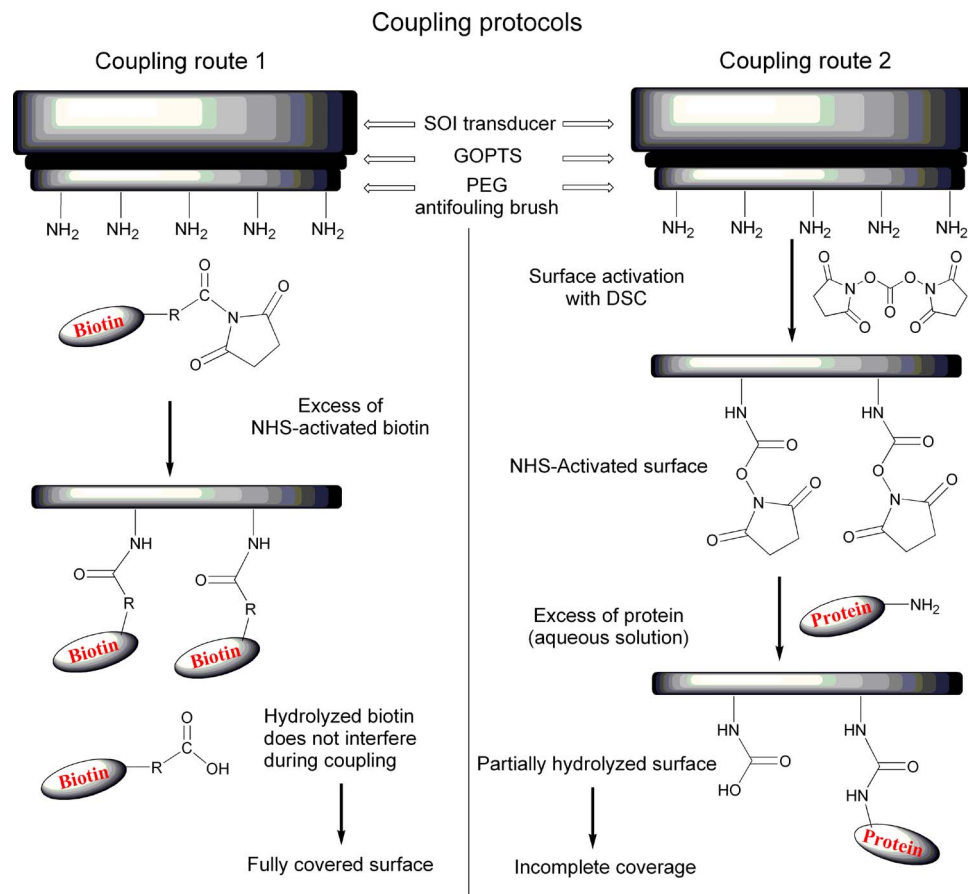 Coupling protocols
Coupling route 1
Coupling route 2
SOI transducer
GOPTS
PEG
antifouling brush
NH2 NH2 NH2 NH2 NH2
NH2 NH2 NH2 NH2 NH2
Biotin R C O N O O
Excess of
NHS-activated biotin
NH NH
O O
R R
Biotin Biotin
Hydrolyzed biotin
does not interfere
during coupling
Biotin R C O OH
Fully covered surface
Surface activation
with DSC
O O N O O O N O O
HN HN
O O
NHS-Activated surface
O O
N O N O
O O
Excess of protein
(aqueous solution)
Protein NH2
HN HN
Partially hydrolyzed surface
O O
HO HN
Protein
Incomplete coverage